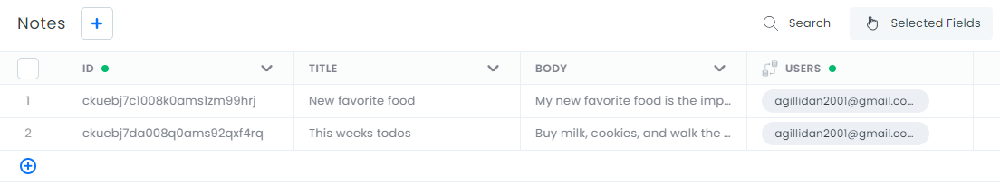 Notes + Search Selected Fields
ID TITLE BODY USERS
1 ckuebj7c1008k0ams1zm99hrj New favorite food My new favorite food is the imp... agillidan2001@gmail.co...
2 ckuebj7da008q0ams92qxf4rq This weeks todos Buy milk, cookies, and walk the ... agillidan2001@gmail.co...